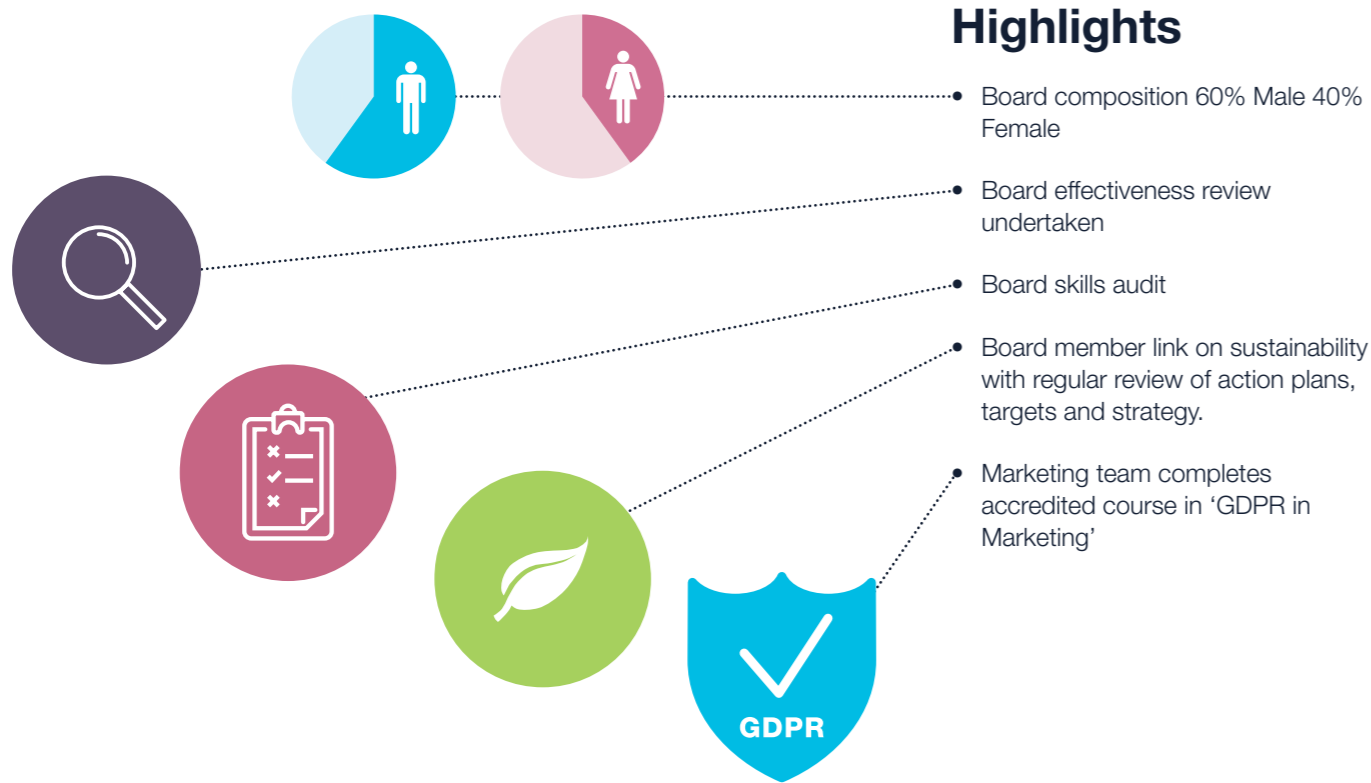 Highlights
Board composition 60% Male 40%
Female
Board effectiveness review
undertaken
Board skills audit
Board member link on sustainability
with regular review of action plans,
targets and strategy.
Marketing team completes
accredited course in ‘GDPR in
Marketing’
GDPR